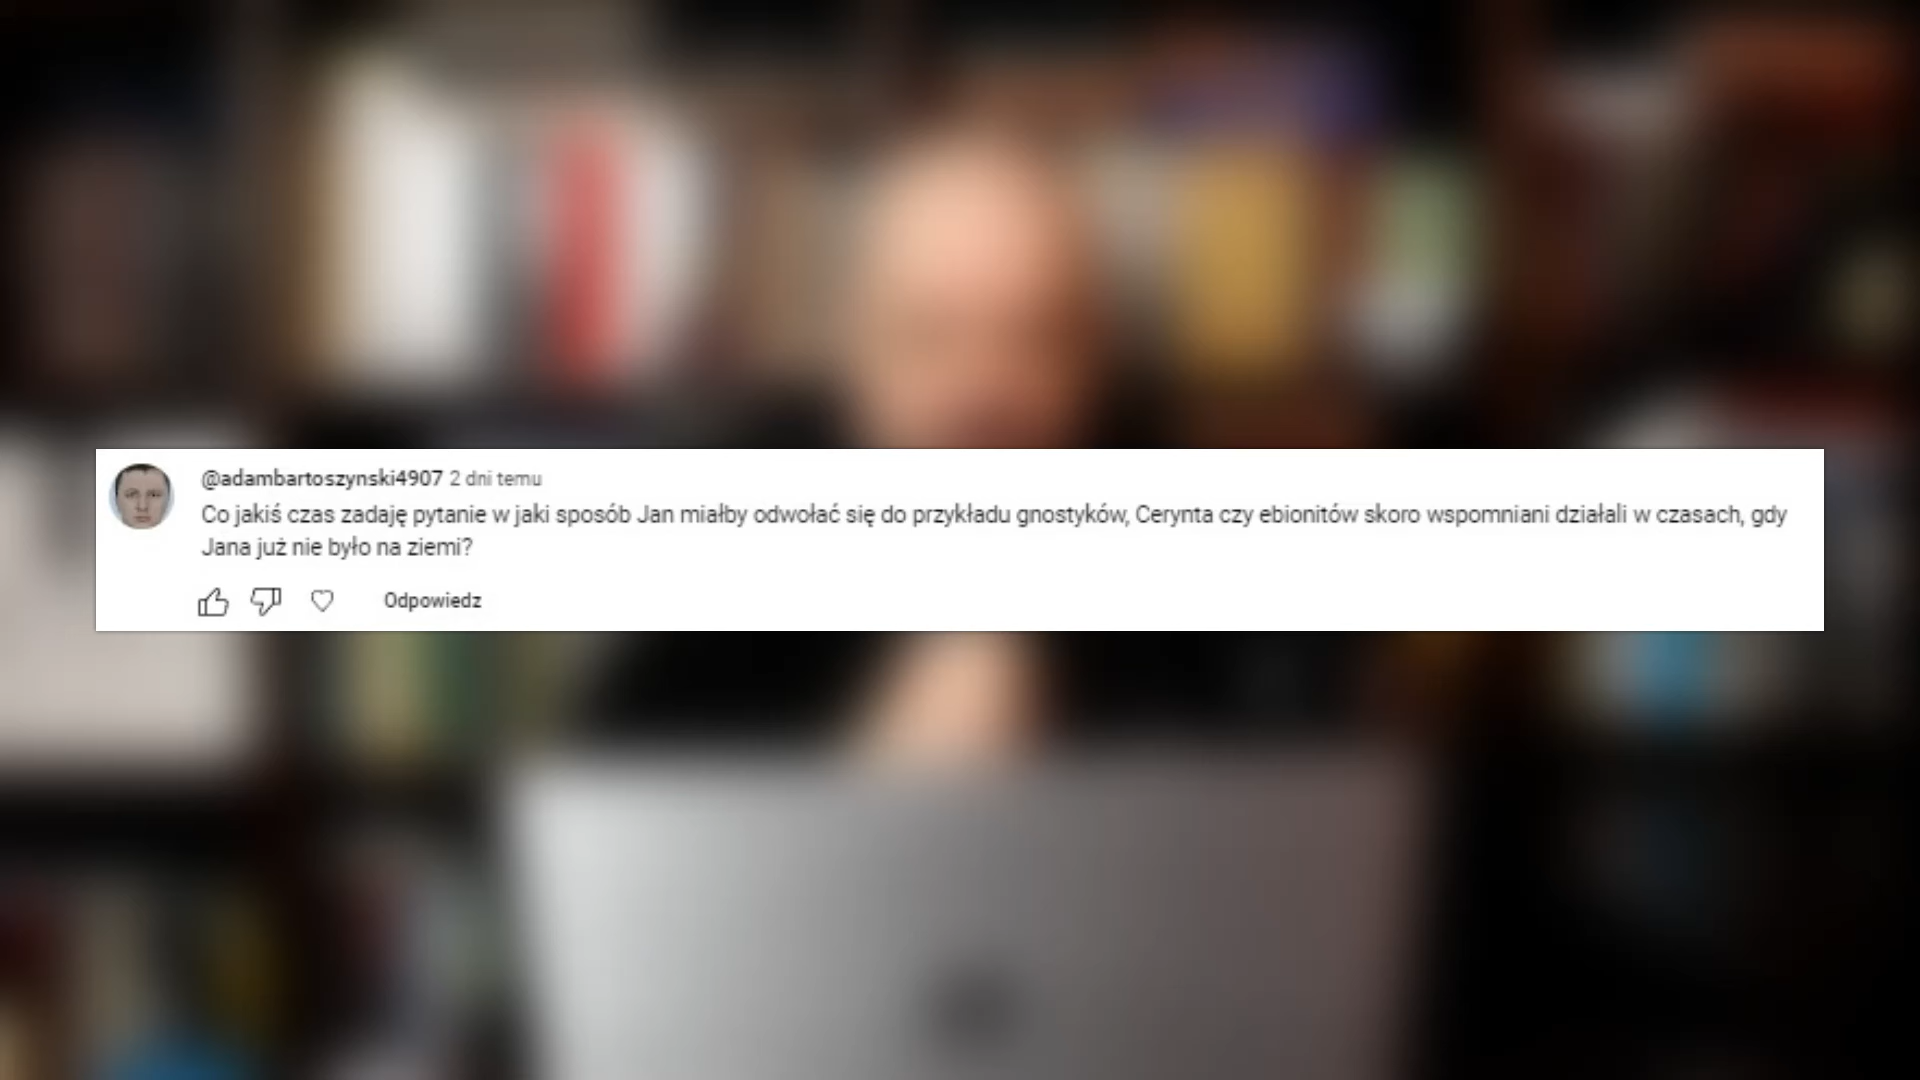 @adambartoszynski4907 2 dni temu
Co jakiś czas zadaję pytanie w jaki sposób Jan miałby odwołać się do przykładu gnostyków, Cerynta czy ebionitów skoro wspomniani działali w czasach, gdy
Jana już nie było na ziemi?
Odpowiedz